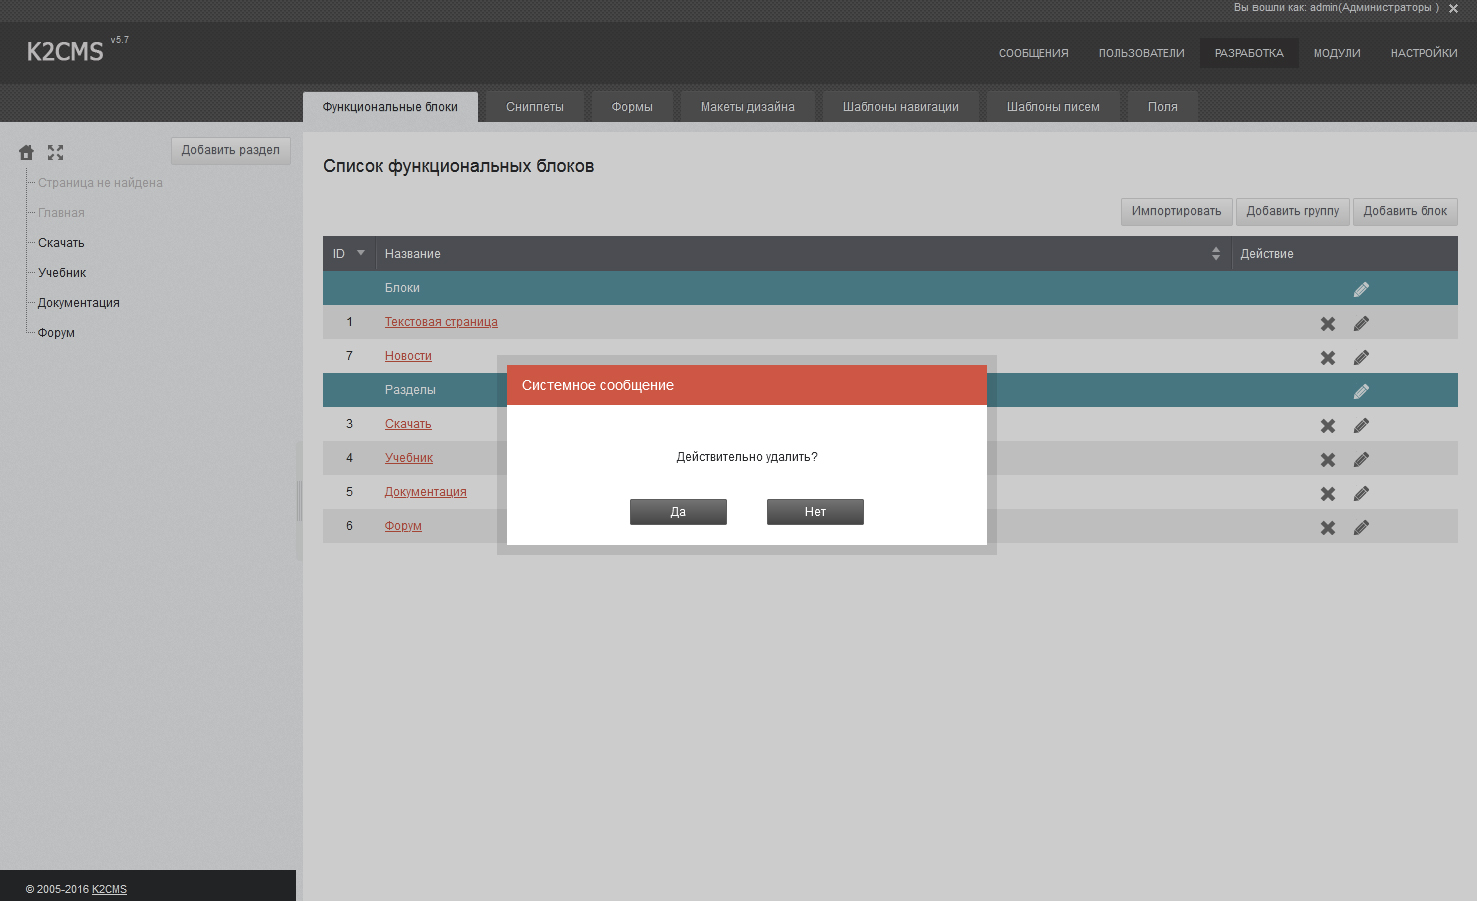 Вы вошли как: admin(Администраторы )
K2CMS v5.7
СООБЩЕНИЯ ПОЛЬЗОВАТЕЛИ РАЗРАБОТКА МОДУЛИ НАСТРОЙКИ
Функциональные блоки Сниппеты Формы Макеты дизайна Шаблоны навигации Шаблоны писем Поля
Добавить раздел
Страница не найдена
Главная
Скачать
Учебник
Документация
Форум
Список функциональных блоков
Импортировать Добавить группу Добавить блок
ID Название Действие
Блоки
1 Текстовая страница
7 Новости
Разделы
3 Скачать
4 Учебник
5 Документация
6 Форум
Системное сообщение
Действительно удалить?
Да Нет
© 2005-2016 K2CMS